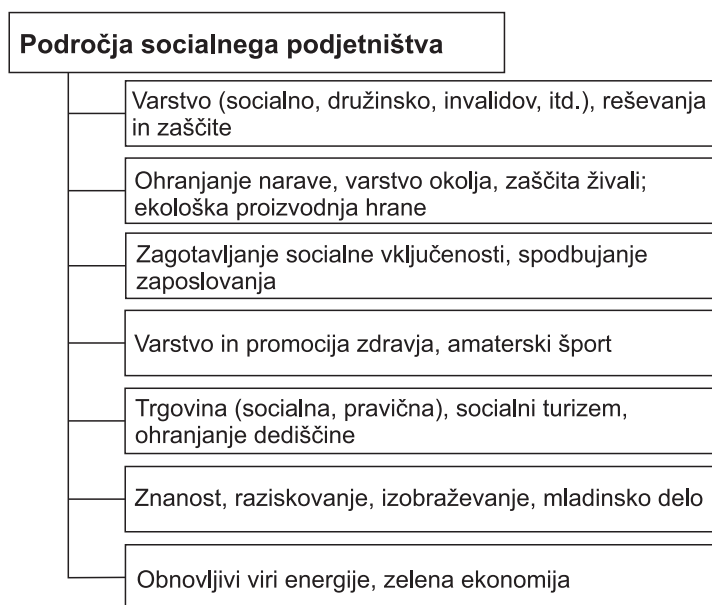 Področja socialnega podjetništva
Varstvo (socialno, družinsko, invalidov, itd.), reševanja
in zaščite
Ohranjanje narave, varstvo okolja, zaščita živali;
ekološka proizvodnja hrane
Zagotavljanje socialne vključenosti, spodbujanje
zaposlovanja
Varstvo in promocija zdravja, amaterski šport
Trgovina (socialna, pravična), socialni turizem,
ohranjanje dediščine
Znanost, raziskovanje, izobraževanje, mladinsko delo
Obnovljivi viri energije, zelena ekonomija